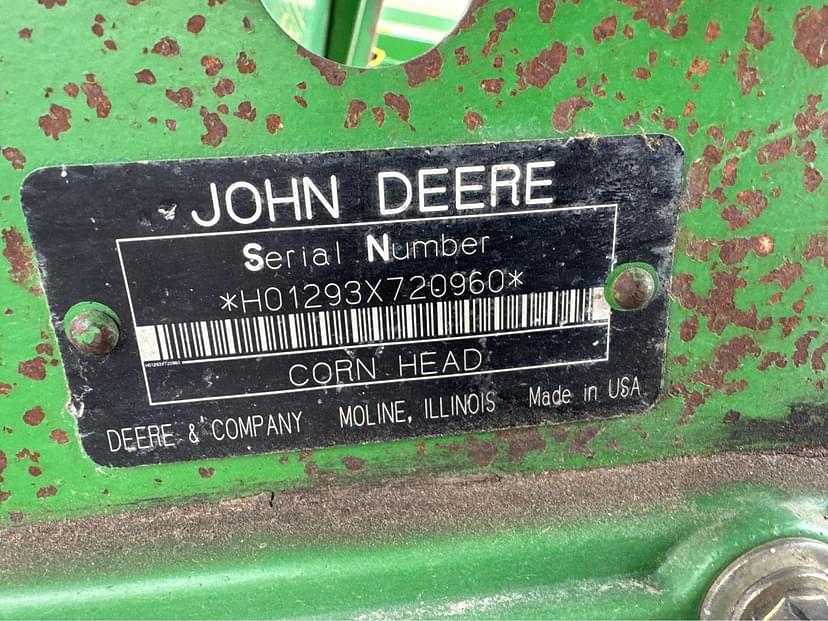 JOHN DEERE
Serial Number
*H01293X720960*
CORN HEAD
DEERE & COMPANY MOLINE, ILLINOIS Made in USA